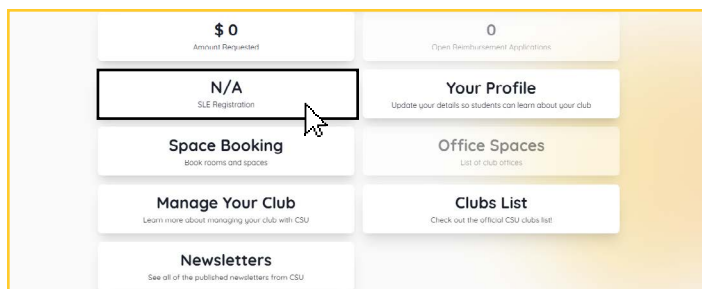 $ 0
Amount Requested
0
Open Reimbursement Applications
N/A
SLE Registration
Your Profile
Update your details so students can learn about your club
Space Booking
Book rooms and spaces
Office Spaces
List of club offices
Manage Your Club
Learn more about managing your club with CSU
Clubs List
Check out the official CSU clubs list!
Newsletters
See all of the published newsletters from CSU